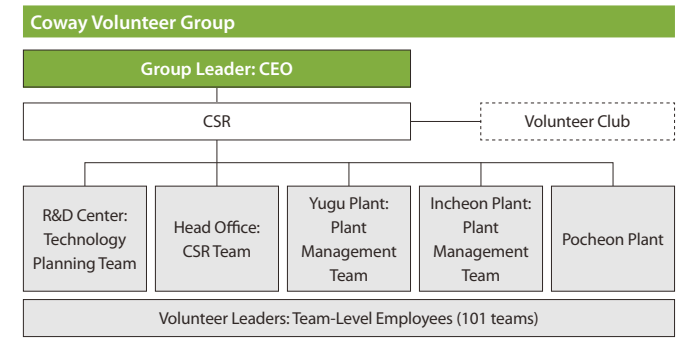 Coway Volunteer Group
Group Leader: CEO
CSR
Volunteer Club
R&D Center:
Technology
Planning Team
Head Office:
CSR Team
Yugu Plant:
Plant
Management
Team
Incheon Plant:
Plant
Management
Team
Pocheon Plant
Volunteer Leaders: Team-Level Employees (101 teams)